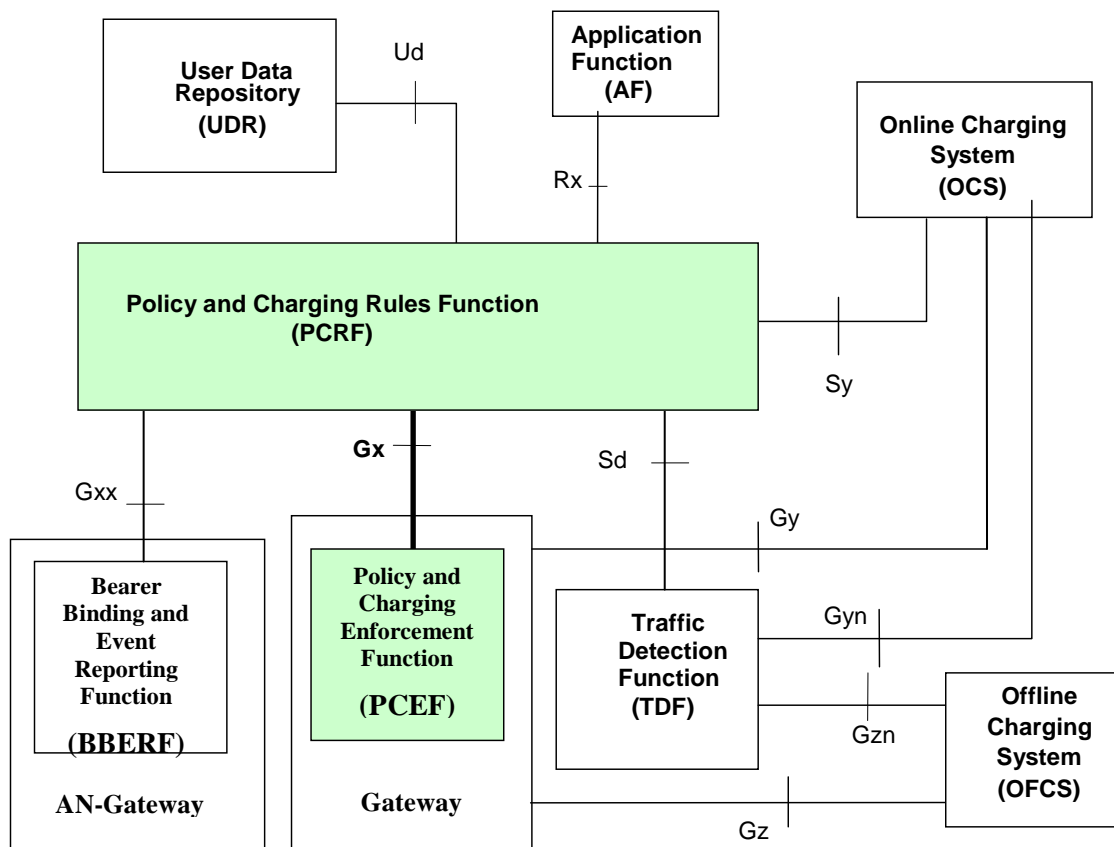 User Data
Repository
(UDR)
Ud
Application
Function
(AF)
Rx
Online Charging
System
(OCS)
Policy and Charging Rules Function
(PCRF)
Sy
Gxx
Gx
Sd
Gy
Bearer
Binding and
Event
Reporting
Function
(BBERF)
AN-Gateway
Policy and
Charging
Enforcement
Function
(PCEF)
Gateway
Traffic
Detection
Function
(TDF)
Gyn
Gzn
Gz
Offline
Charging
System
(OFCS)